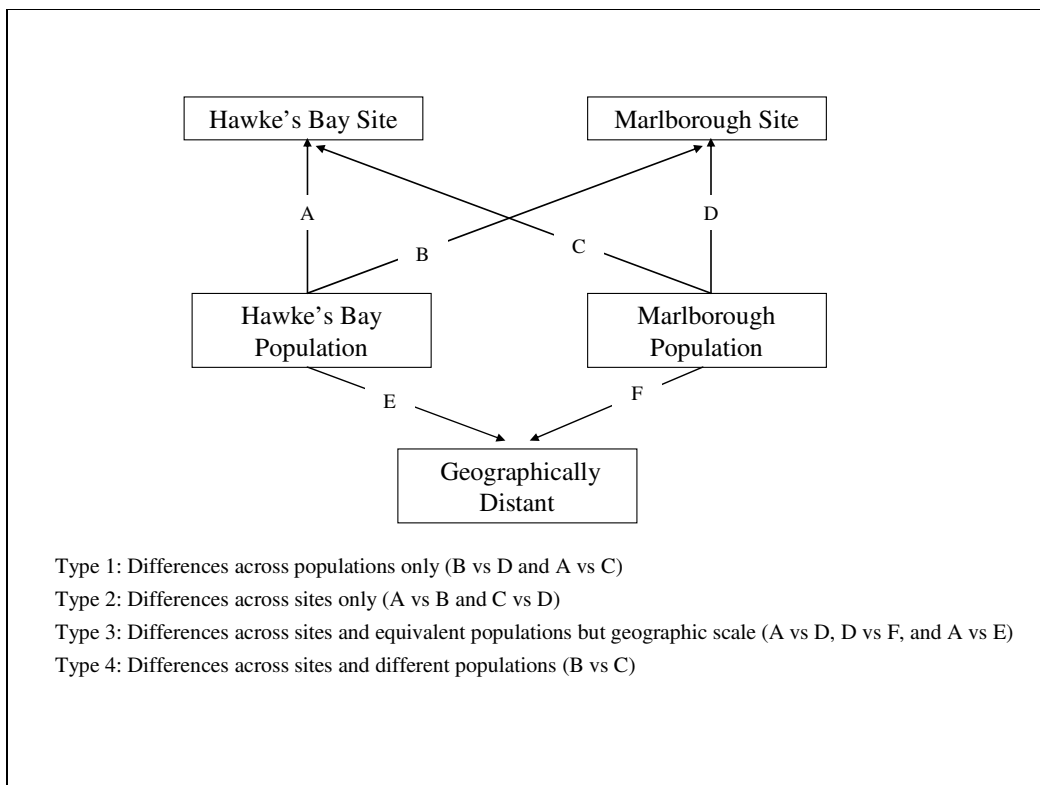 Hawke's Bay Site
Marlborough Site
A
D
B
C
Hawke's Bay
Population
Marlborough
Population
E
F
Geographically
Distant
Type 1: Differences across populations only (B vs D and A vs C)
Type 2: Differences across sites only (A vs B and C vs D)
Type 3: Differences across sites and equivalent populations but geographic scale (A vs D, D vs F, and A vs E)
Type 4: Differences across sites and different populations (B vs C)